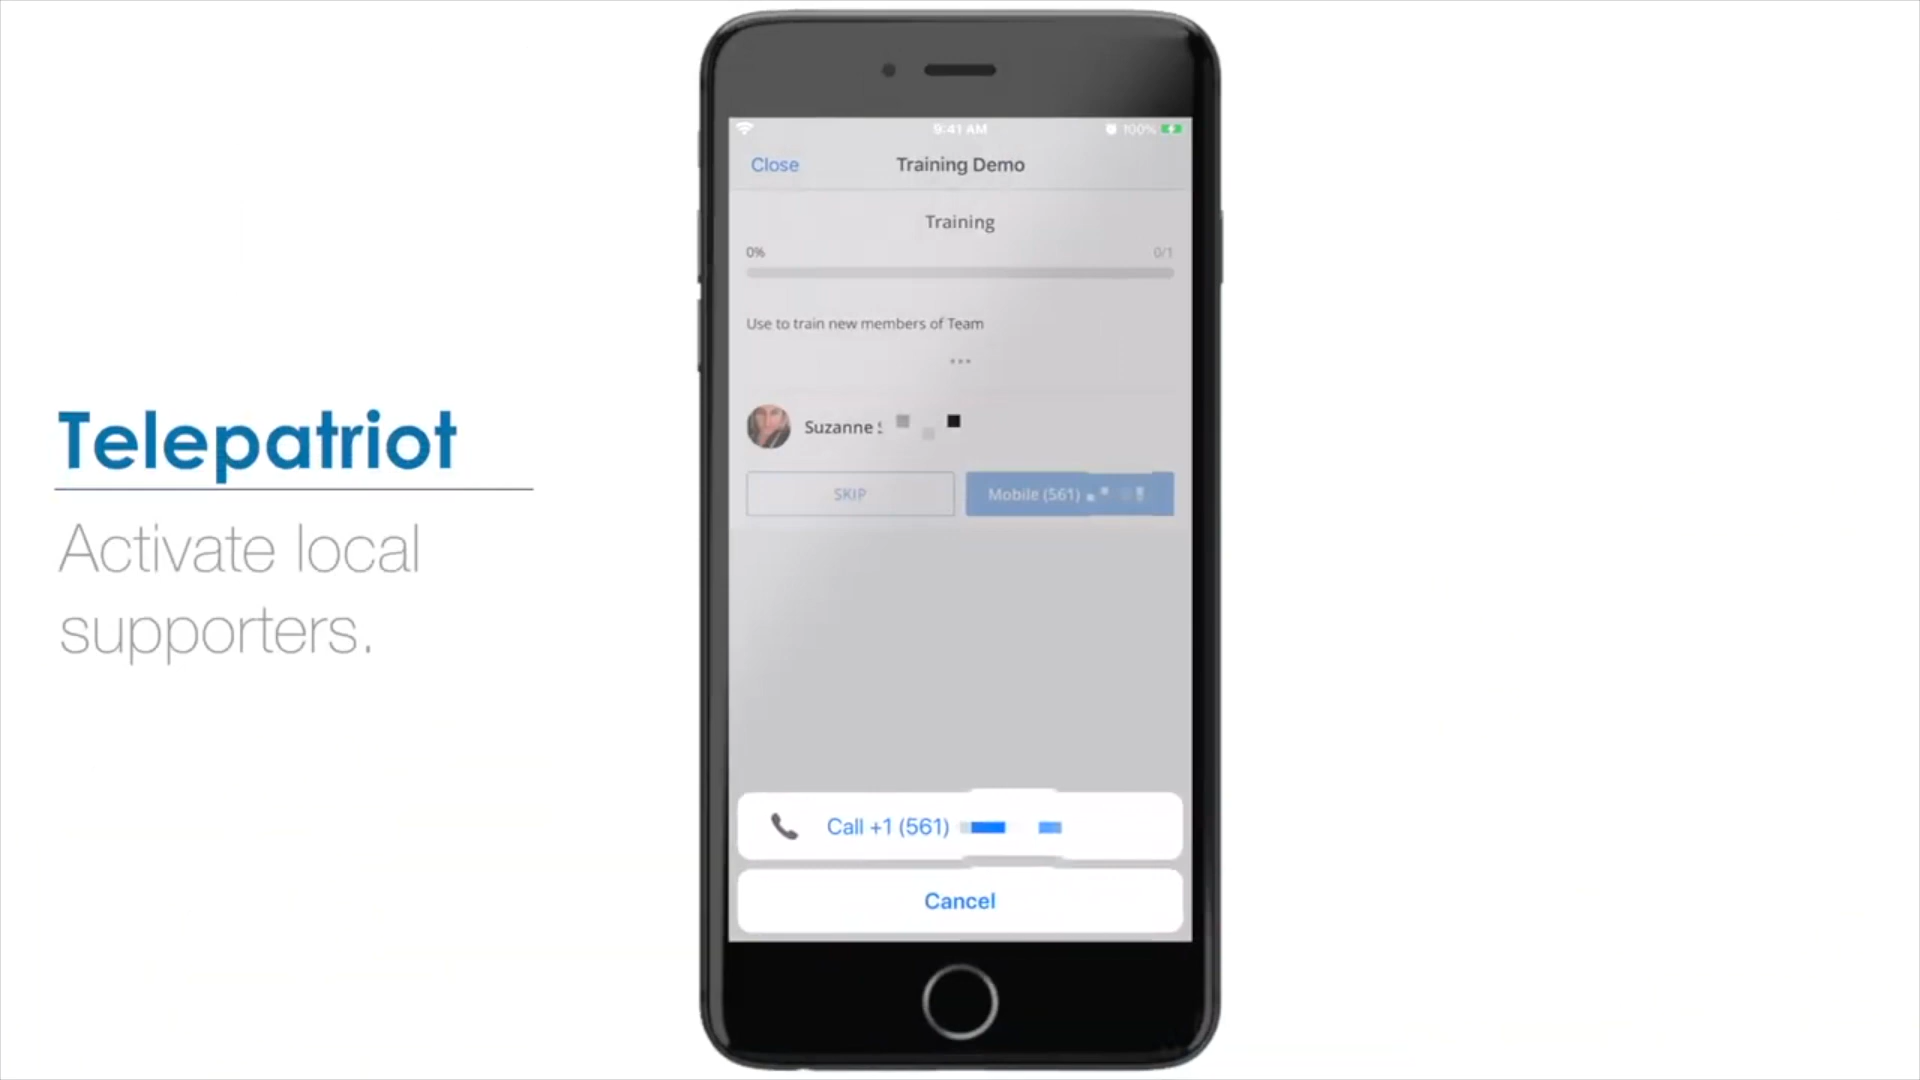 Telepatriot
Activate local
supporters.
9:41 AM
100%
Close
Training Demo
Training
0%
0/1
Use to train new members of Team
•••
Suzanne
SKIP
Mobile (561)
Call +1 (561)
Cancel